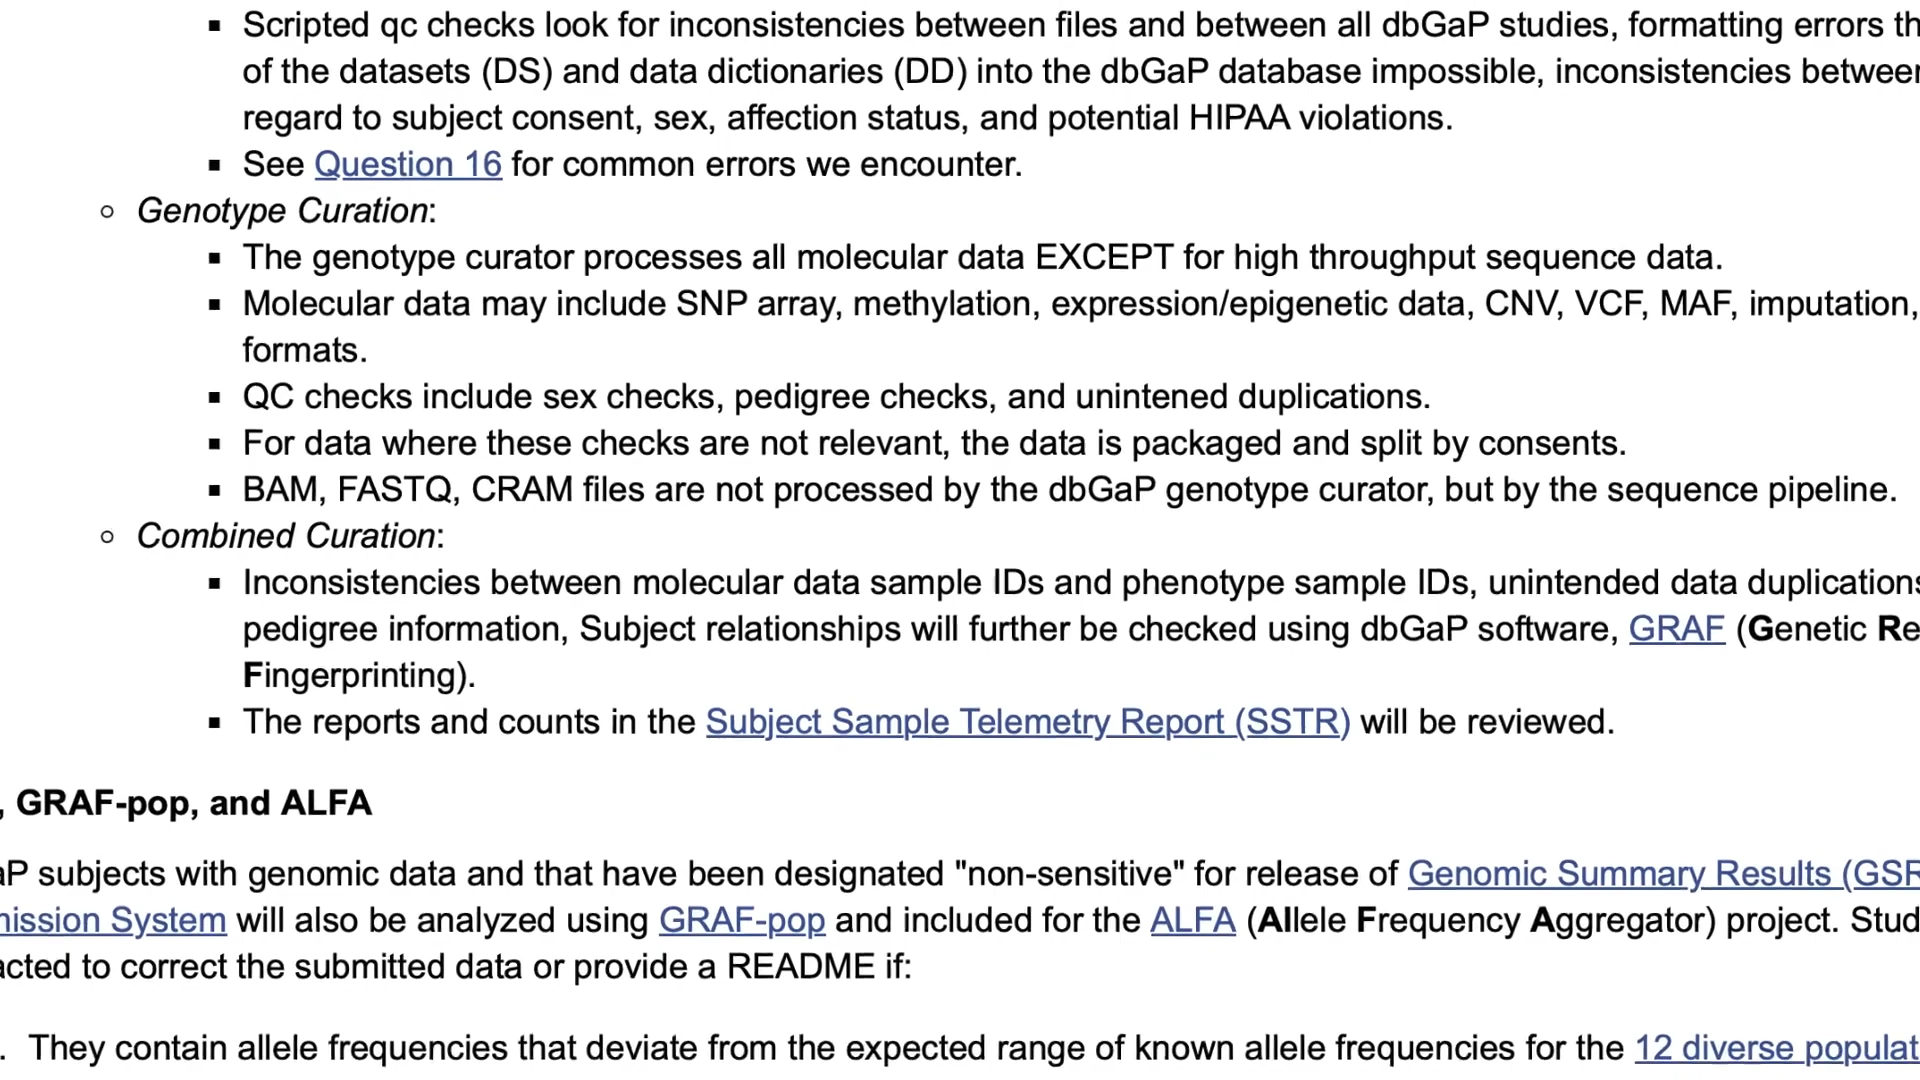 Scripted qc checks look for inconsistencies between files and between all dbGaP studies, formatting errors th
of the datasets (DS) and data dictionaries (DD) into the dbGaP database impossible, inconsistencies between
regard to subject consent, sex, affection status, and potential HIPAA violations.
See Question 16 for common errors we encounter.
Genotype Curation:
The genotype curator processes all molecular data EXCEPT for high throughput sequence data.
Molecular data may include SNP array, methylation, expression/epigenetic data, CNV, VCF, MAF, imputation,
formats.
QC checks include sex checks, pedigree checks, and unintened duplications.
For data where these checks are not relevant, the data is packaged and split by consents.
BAM, FASTQ, CRAM files are not processed by the dbGaP genotype curator, but by the sequence pipeline.
Combined Curation:
Inconsistencies between molecular data sample IDs and phenotype sample IDs, unintended data duplications
pedigree information, Subject relationships will further be checked using dbGaP software, GRAF (Genetic Re
Fingerprinting).
The reports and counts in the Subject Sample Telemetry Report (SSTR) will be reviewed.
, GRAF-pop, and ALFA
aP subjects with genomic data and that have been designated "non-sensitive" for release of Genomic Summary Results (GSR
mission System will also be analyzed using GRAF-pop and included for the ALFA (Allele Frequency Aggregator) project. Stud
acted to correct the submitted data or provide a README if:
. They contain allele frequencies that deviate from the expected range of known allele frequencies for the 12 diverse populat